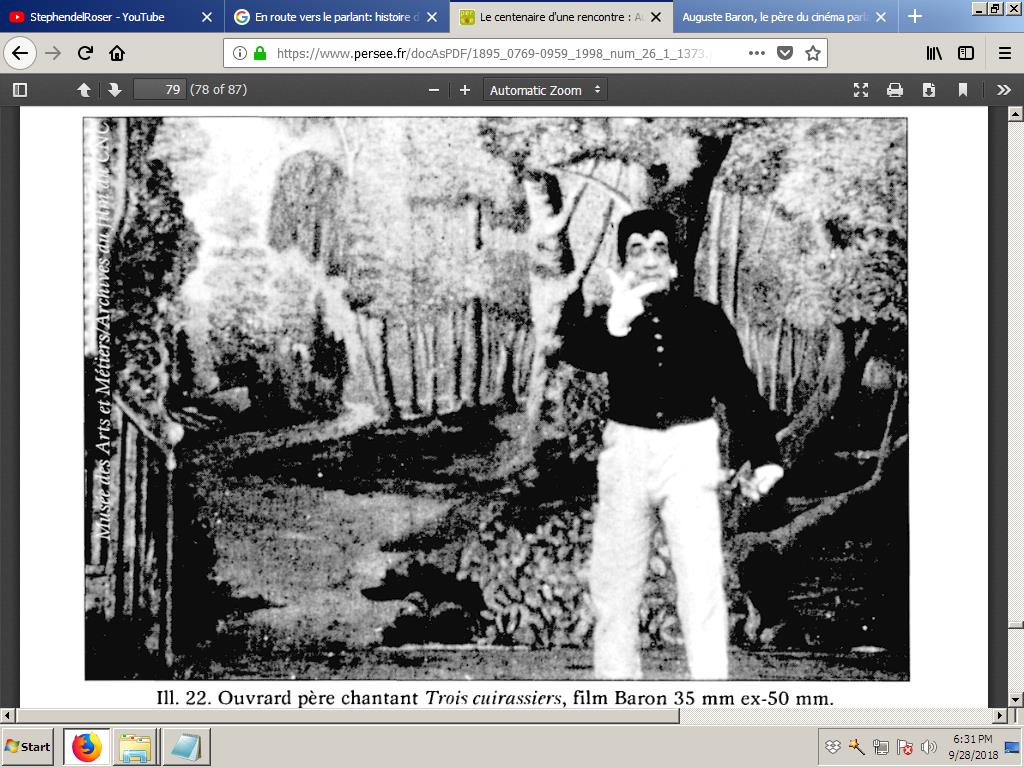 StephendelRoser - YouTube
En route vers le parlant: histoire d
Le centenaire d'une rencontre : A
Auguste Baron, le père du cinéma parl
https://www.persee.fr/docAsPDF/1895_0769-0959_1998_num_26_1_1373.
79 (78 of 87)
Automatic Zoom
Musée des Arts et Métiers/Archives du film du CNC
Ill. 22. Ouvrard père chantant Trois cuirassiers, film Baron 35 mm ex-50 mm.
Start
6:31 PM
9/28/2018